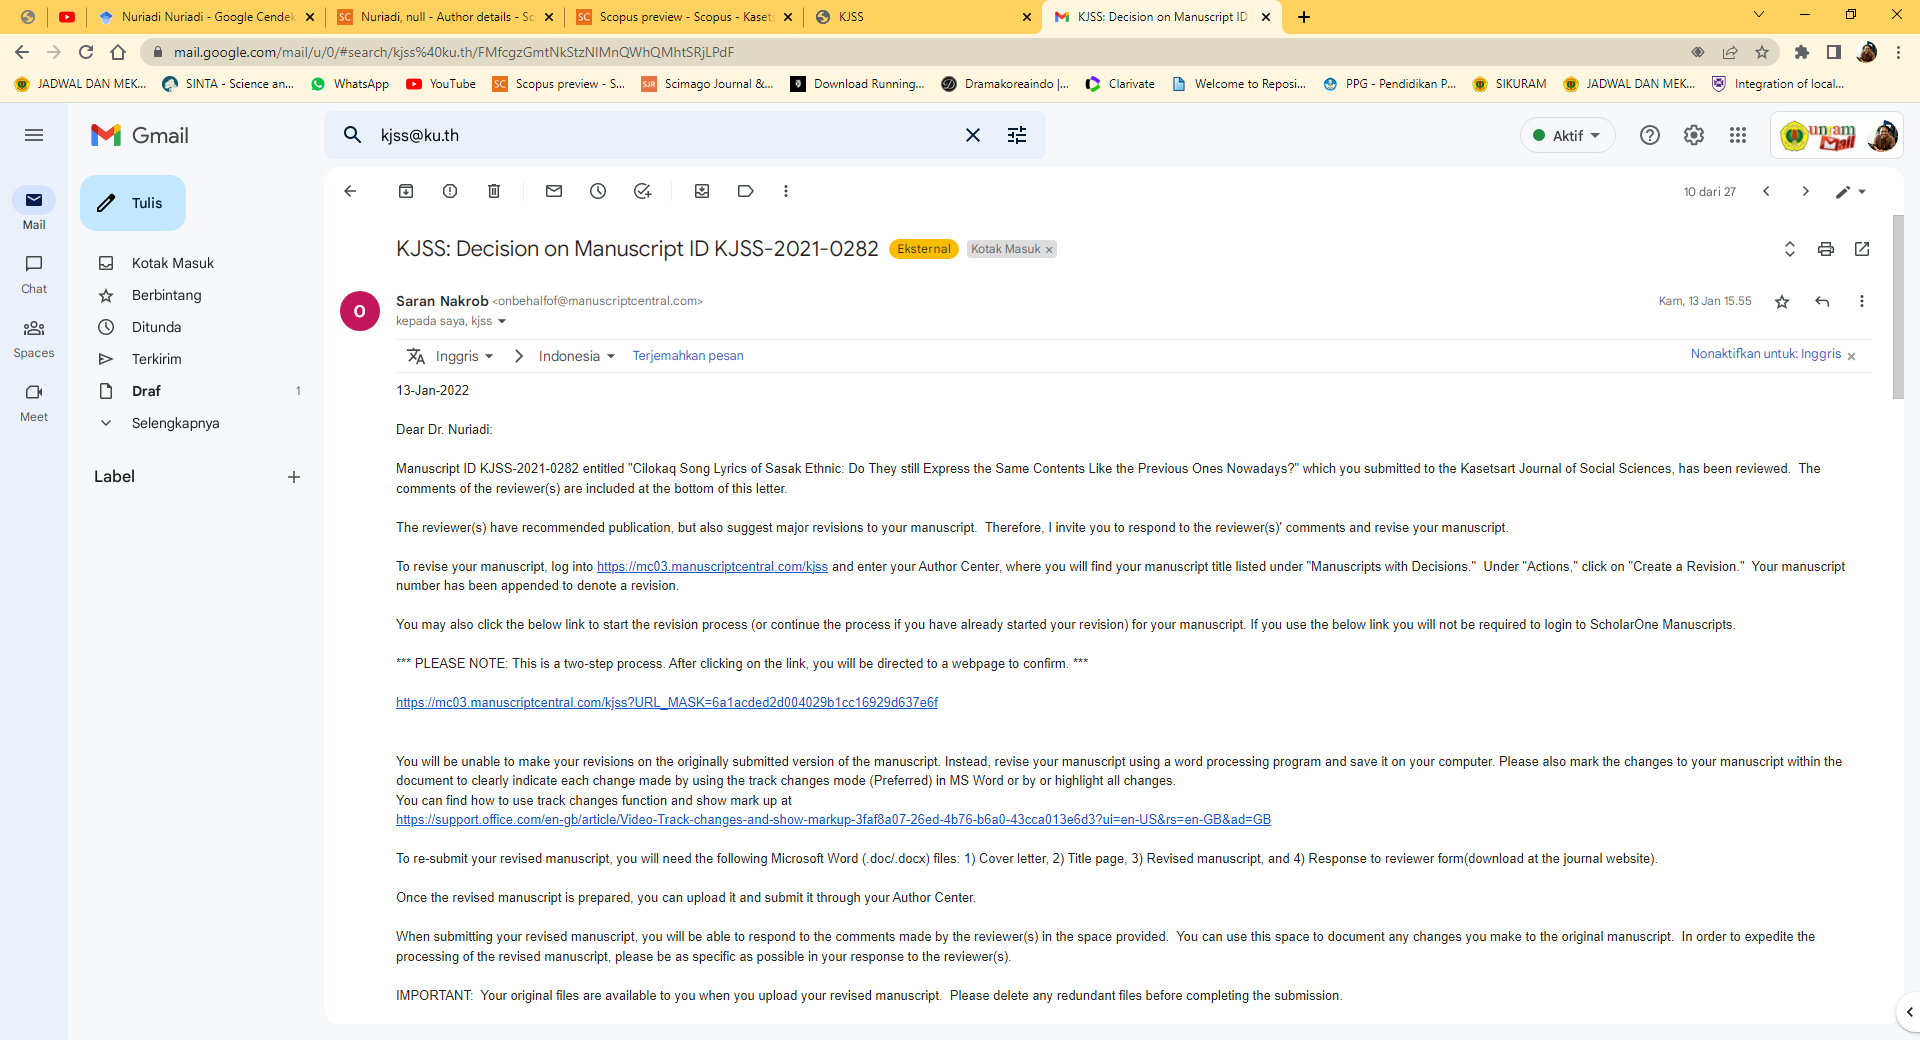 Nuriadi Nuriadi - Google Cendek
Nuriadi, null - Author details - Sc
Scopus preview - Scopus - Kaset
KJSS
KJSS: Decision on Manuscript ID
mail.google.com/mail/u/0/#search/kjss%40ku.th/FMfcgzGmtNkStzNlMnQWhQMhtSRjLPdF
JADWAL DAN MEK...
SINTA - Science an...
WhatsApp
YouTube
Scopus preview - S...
Scimago Journal &...
Download Running...
Dramakoreaindo |...
Clarivate
Welcome to Reposi...
PPG - Pendidikan P...
SIKURAM
JADWAL DAN MEK...
Integration of local...
Gmail
kjss@ku.th
Aktif
unram
Mail
Mail
Chat
Spaces
Meet
Tulis
Kotak Masuk
Berbintang
Ditunda
Terkirim
Draf 1
Selengkapnya
Label
10 dari 27
KJSS: Decision on Manuscript ID KJSS-2021-0282 Eksternal Kotak Masuk ×
O
Saran Nakrob <onbehalfof@manuscriptcentral.com>
Kam, 13 Jan 15.55
kepada saya, kjss
Inggris > Indonesia Terjemahkan pesan
Nonaktifkan untuk: Inggris ×
13-Jan-2022
Dear Dr. Nuriadi:
Manuscript ID KJSS-2021-0282 entitled "Cilokaq Song Lyrics of Sasak Ethnic: Do They still Express the Same Contents Like the Previous Ones Nowadays?" which you submitted to the Kasetsart Journal of Social Sciences, has been reviewed.  The
comments of the reviewer(s) are included at the bottom of this letter.
The reviewer(s) have recommended publication, but also suggest major revisions to your manuscript.  Therefore, I invite you to respond to the reviewer(s)' comments and revise your manuscript.
To revise your manuscript, log into https://mc03.manuscriptcentral.com/kjss and enter your Author Center, where you will find your manuscript title listed under "Manuscripts with Decisions."  Under "Actions," click on "Create a Revision."  Your manuscript
number has been appended to denote a revision.
You may also click the below link to start the revision process (or continue the process if you have already started your revision) for your manuscript. If you use the below link you will not be required to login to ScholarOne Manuscripts.
*** PLEASE NOTE: This is a two-step process. After clicking on the link, you will be directed to a webpage to confirm. ***
https://mc03.manuscriptcentral.com/kjss?URL_MASK=6a1acded2d004029b1cc16929d637e6f
You will be unable to make your revisions on the originally submitted version of the manuscript. Instead, revise your manuscript using a word processing program and save it on your computer. Please also mark the changes to your manuscript within the
document to clearly indicate each change made by using the track changes mode (Preferred) in MS Word or by or highlight all changes.
You can find how to use track changes function and show mark up at
https://support.office.com/en-gb/article/Video-Track-changes-and-show-markup-3faf8a07-26ed-4b76-b6a0-43cca013e6d3?ui=en-US&rs=en-GB&ad=GB
To re-submit your revised manuscript, you will need the following Microsoft Word (.doc/.docx) files: 1) Cover letter, 2) Title page, 3) Revised manuscript, and 4) Response to reviewer form(download at the journal website).
Once the revised manuscript is prepared, you can upload it and submit it through your Author Center.
When submitting your revised manuscript, you will be able to respond to the comments made by the reviewer(s) in the space provided.  You can use this space to document any changes you make to the original manuscript.  In order to expedite the
processing of the revised manuscript, please be as specific as possible in your response to the reviewer(s).
IMPORTANT:  Your original files are available to you when you upload your revised manuscript.  Please delete any redundant files before completing the submission.